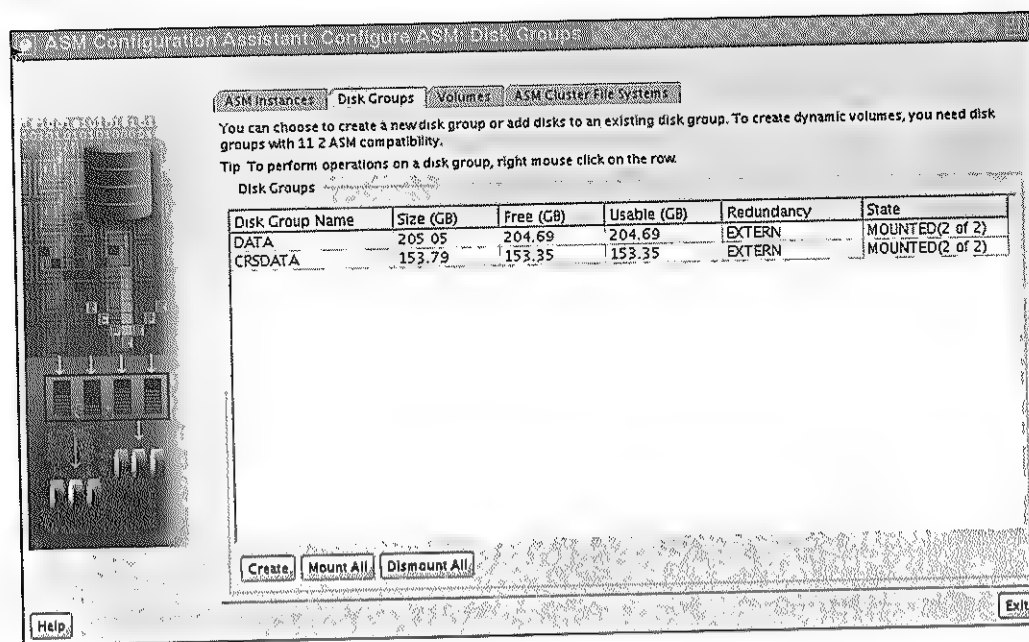 ASM Configuration Assistant: Configure ASM: Disk Groups
ASM Instances Disk Groups Volumes ASM Cluster File Systems
You can choose to create a new disk group or add disks to an existing disk group. To create dynamic volumes, you need disk
groups with 11 2 ASM compatibility.
Tip To perform operations on a disk group, right mouse click on the row.
Disk Groups
Disk Group Name Size (GB) Free (GB) Usable (GB) Redundancy State
DATA 205 05 204.69 204.69 EXTERN MOUNTED(2 of 2)
CRSDATA 153.79 153.35 153.35 EXTERN MOUNTED(2 of 2)
Create. Mount All Dismount All
Help Exit